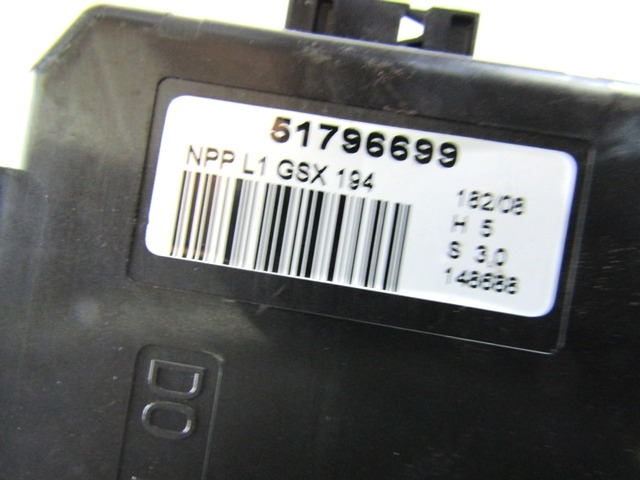 51796699
NPP L1 GSX 194
182/08
H 5
S 3,0
148688
DO